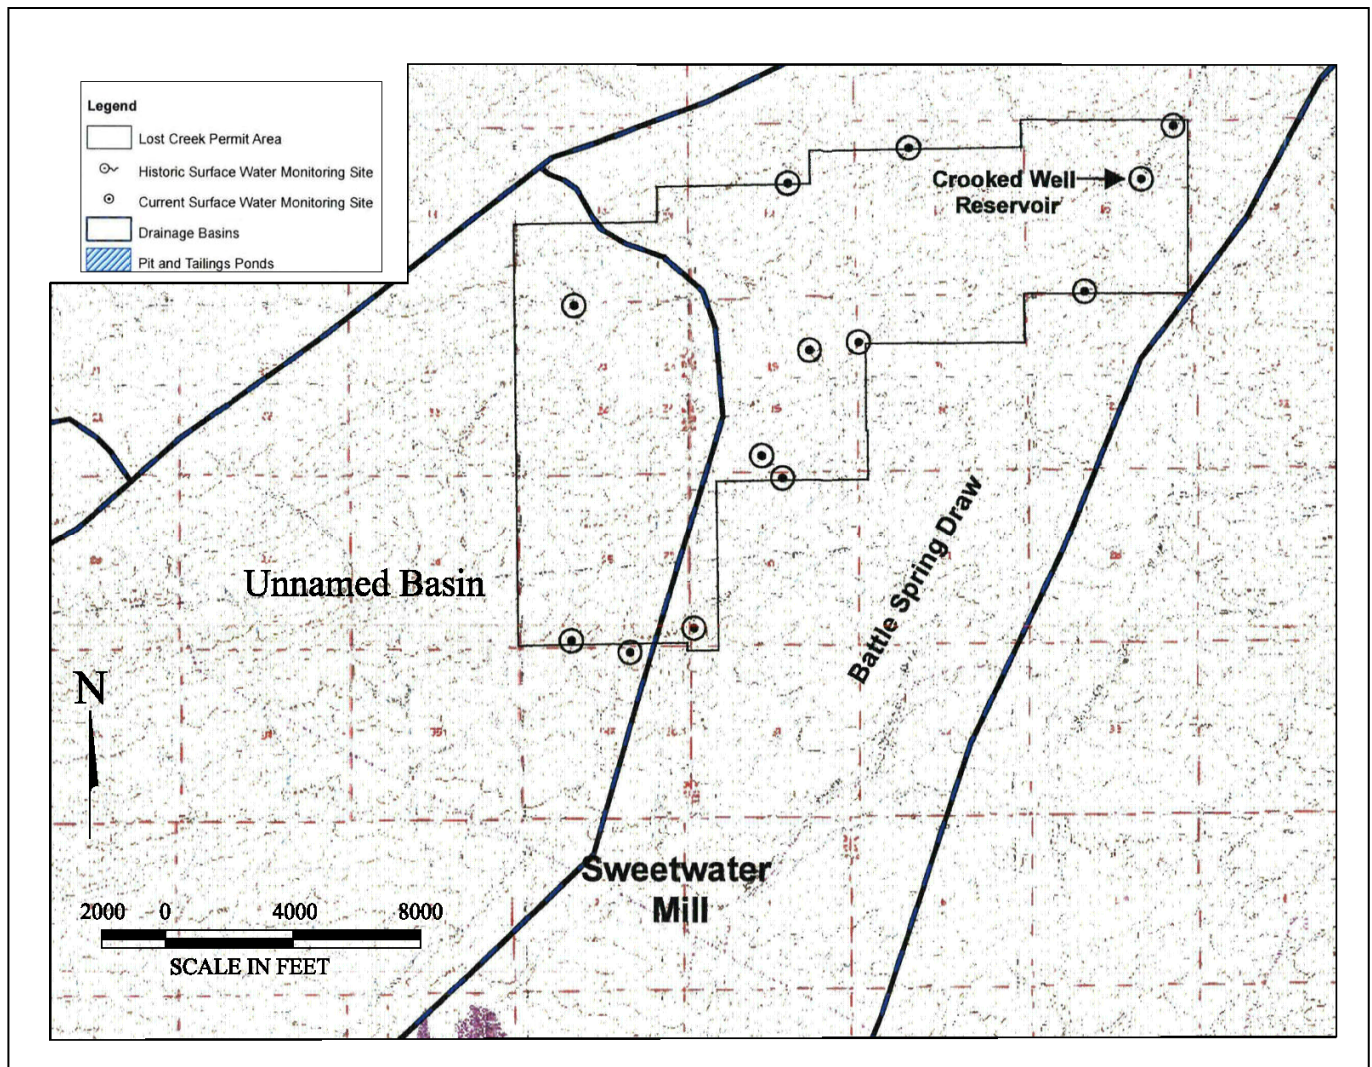 Legend
Lost Creek Permit Area
Historic Surface Water Monitoring Site
Current Surface Water Monitoring Site
Drainage Basins
Pit and Tailings Ponds
Crooked Well
Reservoir
Battle Spring Draw
Unnamed Basin
N
Sweetwater
Mill
2000 0 4000 8000
SCALE IN FEET